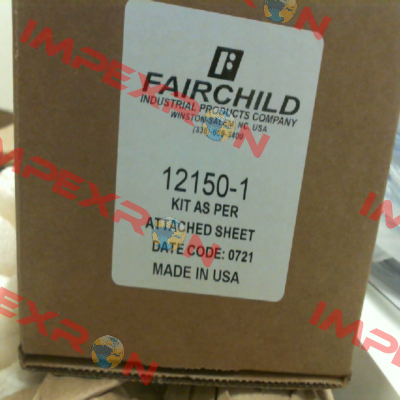 FAIRCHILD
INDUSTRIAL PRODUCTS COMPANY
WINSTON-SALEM, NC. USA
12150-1
KIT AS PER
ATTACHED SHEET
DATE CODE: 0721
MADE IN USA
IMPEXRON
IMPEXRON
IMPEXRON
IMPEXRON